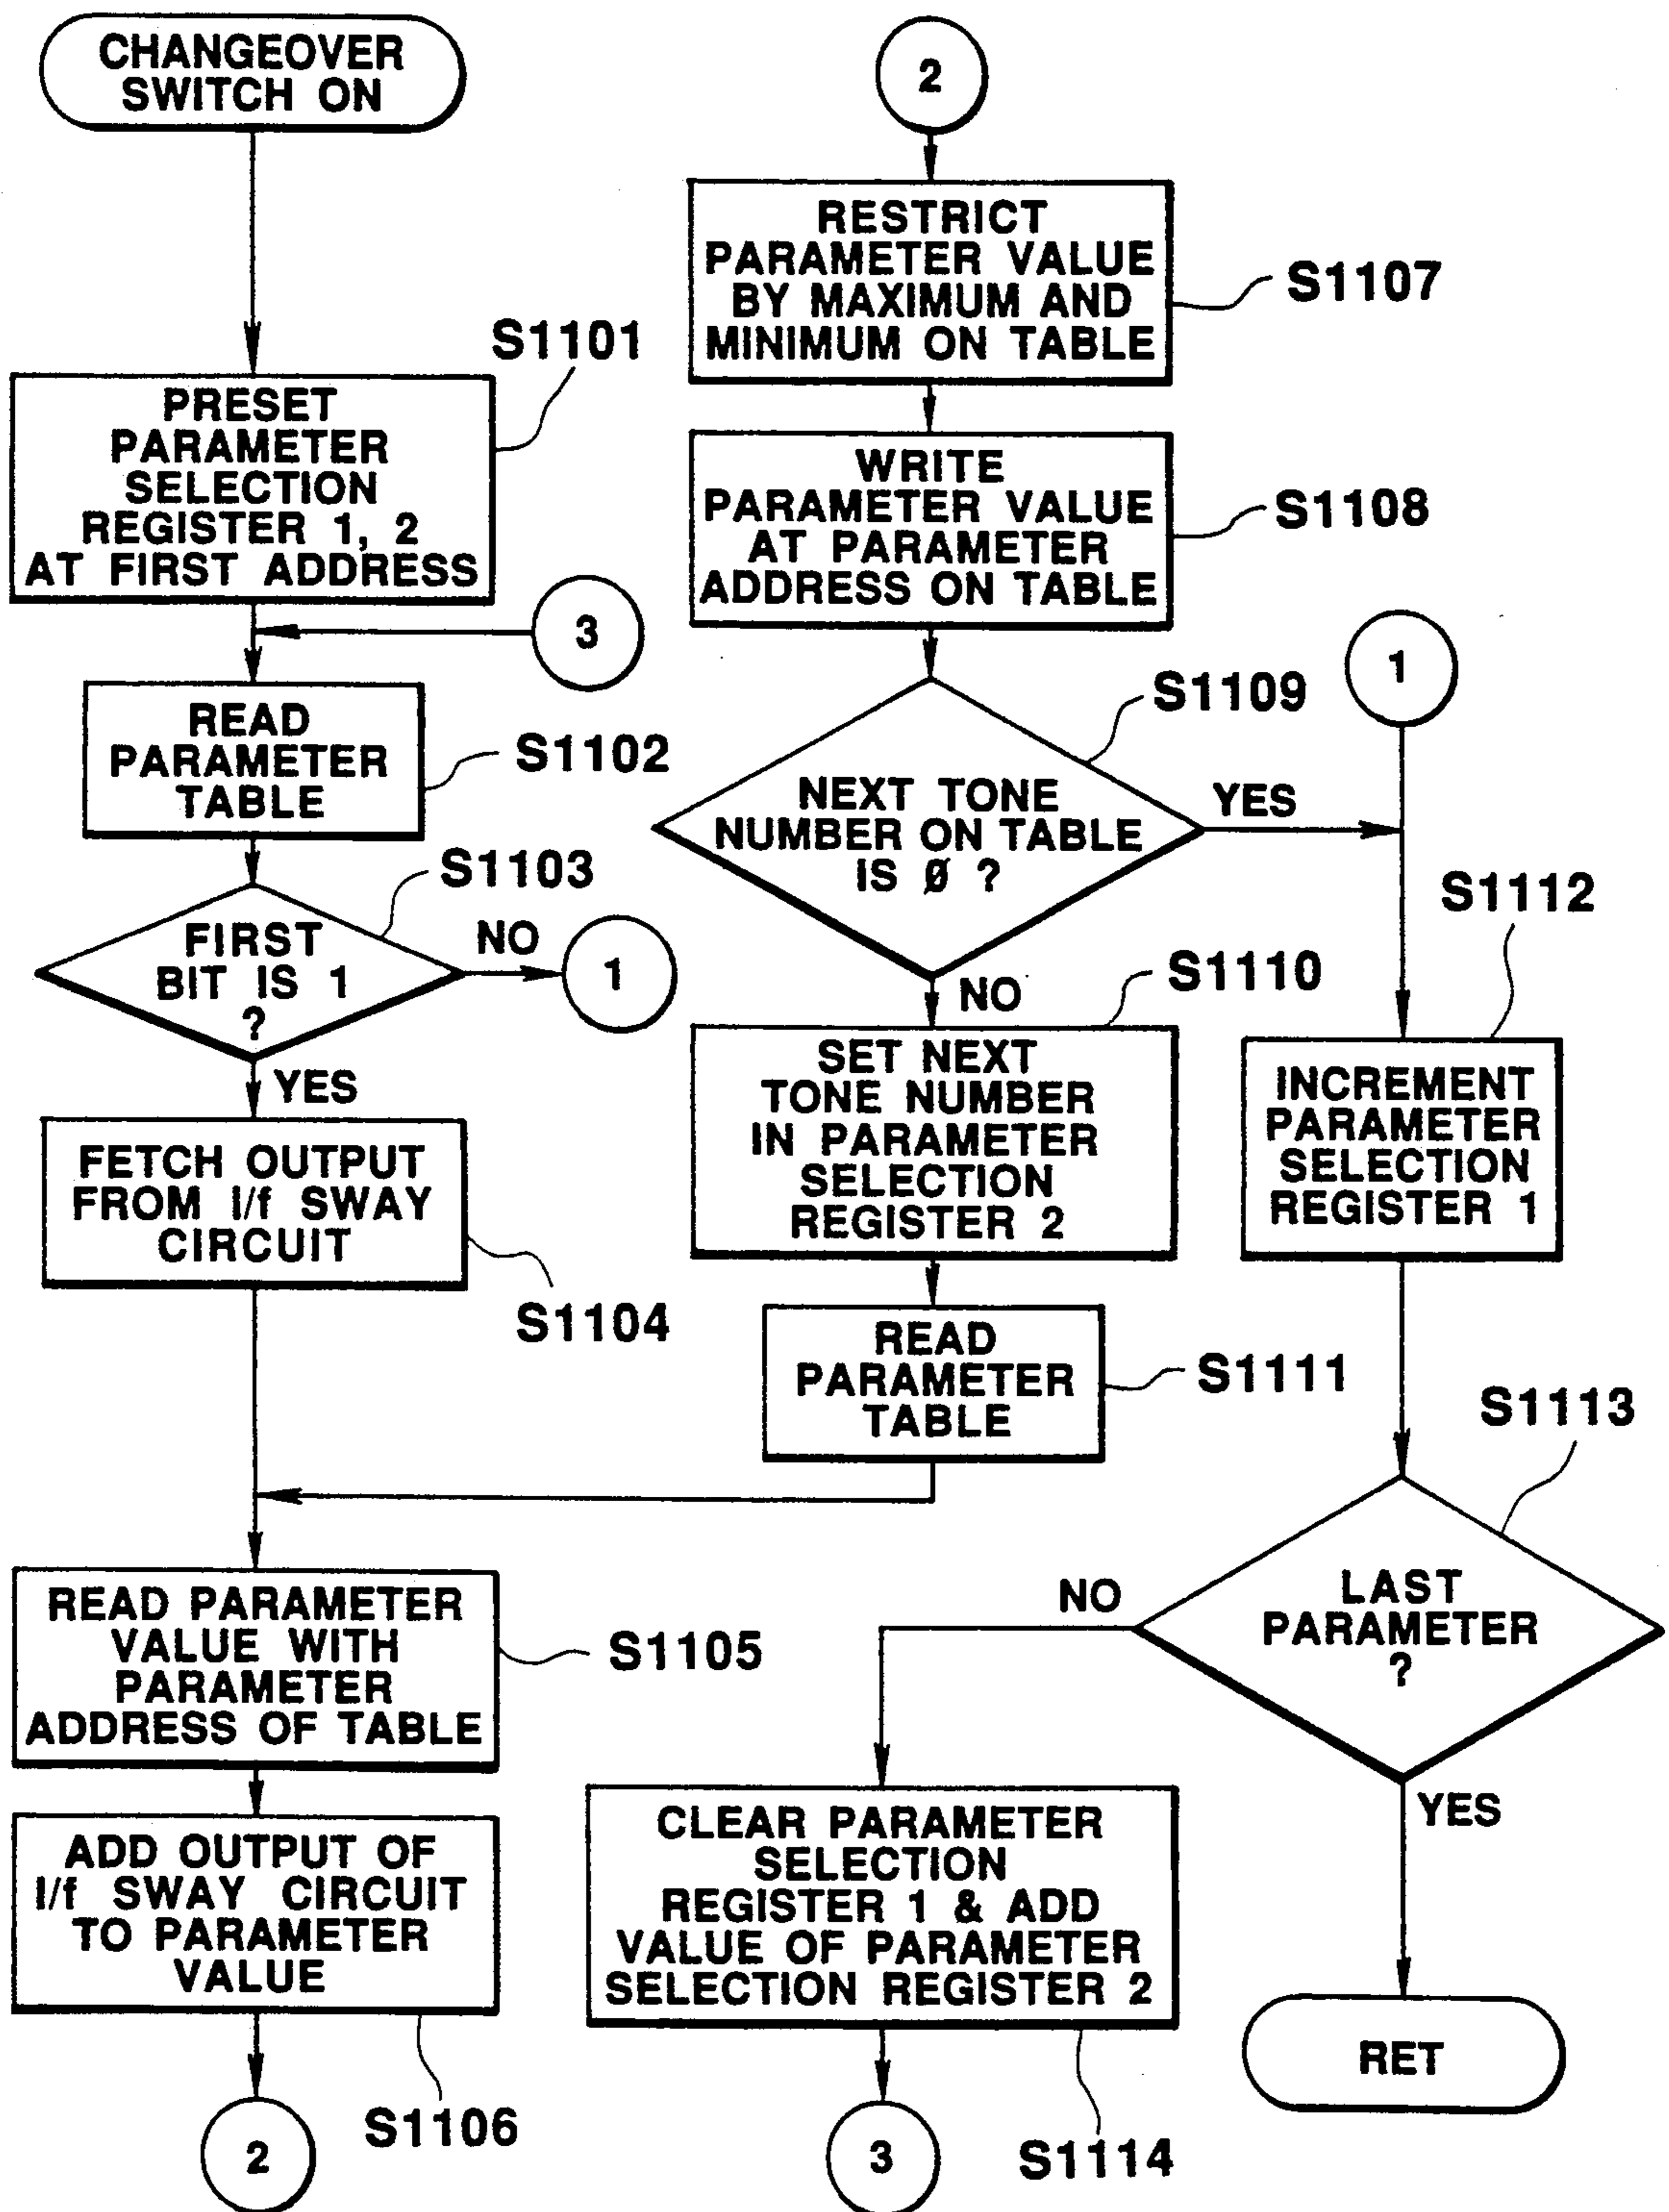 CHANGEOVER
SWITCH ON
S1101
PRESET
PARAMETER
SELECTION
REGISTER 1, 2
AT FIRST ADDRESS
3
READ
PARAMETER
TABLE
S1102
S1103
FIRST
BIT IS 1
?
NO
1
YES
FETCH OUTPUT
FROM I/f SWAY
CIRCUIT
S1104
READ PARAMETER
VALUE WITH
PARAMETER
ADDRESS OF TABLE
S1105
ADD OUTPUT OF
I/f SWAY CIRCUIT
TO PARAMETER
VALUE
S1106
2
2
RESTRICT
PARAMETER VALUE
BY MAXIMUM AND
MINIMUM ON TABLE
S1107
WRITE
PARAMETER VALUE
AT PARAMETER
ADDRESS ON TABLE
S1108
S1109
NEXT TONE
NUMBER ON TABLE
IS Ø ?
YES
NO
S1110
SET NEXT
TONE NUMBER
IN PARAMETER
SELECTION
REGISTER 2
READ
PARAMETER
TABLE
S1111
1
S1112
INCREMENT
PARAMETER
SELECTION
REGISTER 1
S1113
LAST
PARAMETER
?
NO
YES
CLEAR PARAMETER
SELECTION
REGISTER 1 & ADD
VALUE OF PARAMETER
SELECTION REGISTER 2
S1114
3
RET